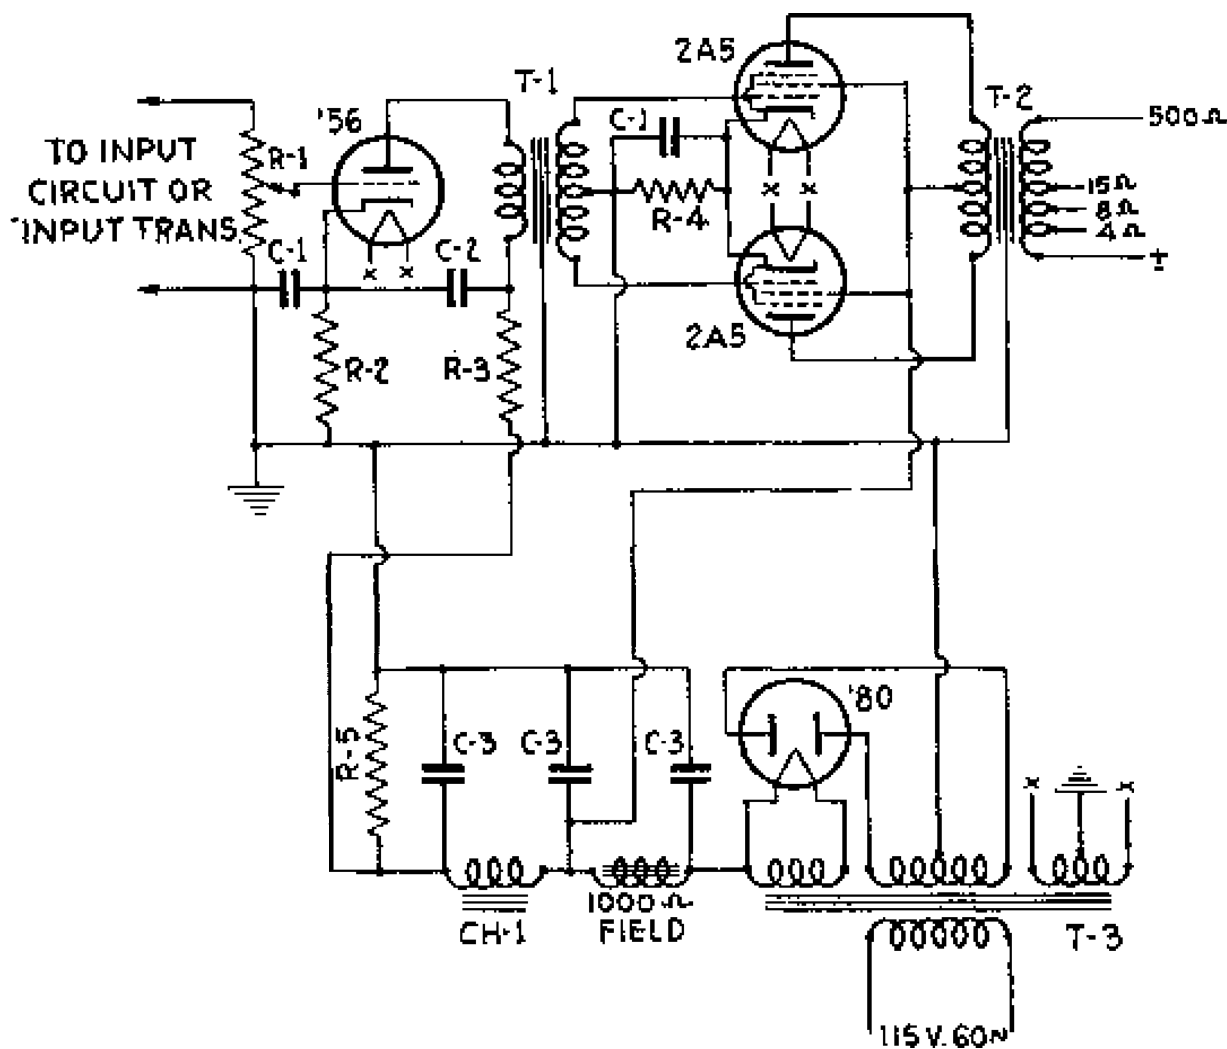 2A5
T-1
T-2
'56
C-1
500Ω
TO INPUT
CIRCUIT OR
INPUT TRANS.
R-1
15Ω
8Ω
4Ω
R-4
C-1
C-2
±
2A5
R-2
R-3
'80
R-5
C-3
C-3
C-3
x
x
x
x
x
x
1000Ω
FIELD
CH-1
T-3
115 V. 60~